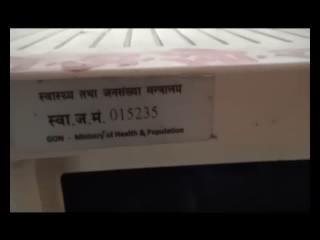 स्वास्थ्य तथा जनसंख्या मन्त्रालय
स्वा.ज.मं. 015235
GON - Ministry of Health & Population